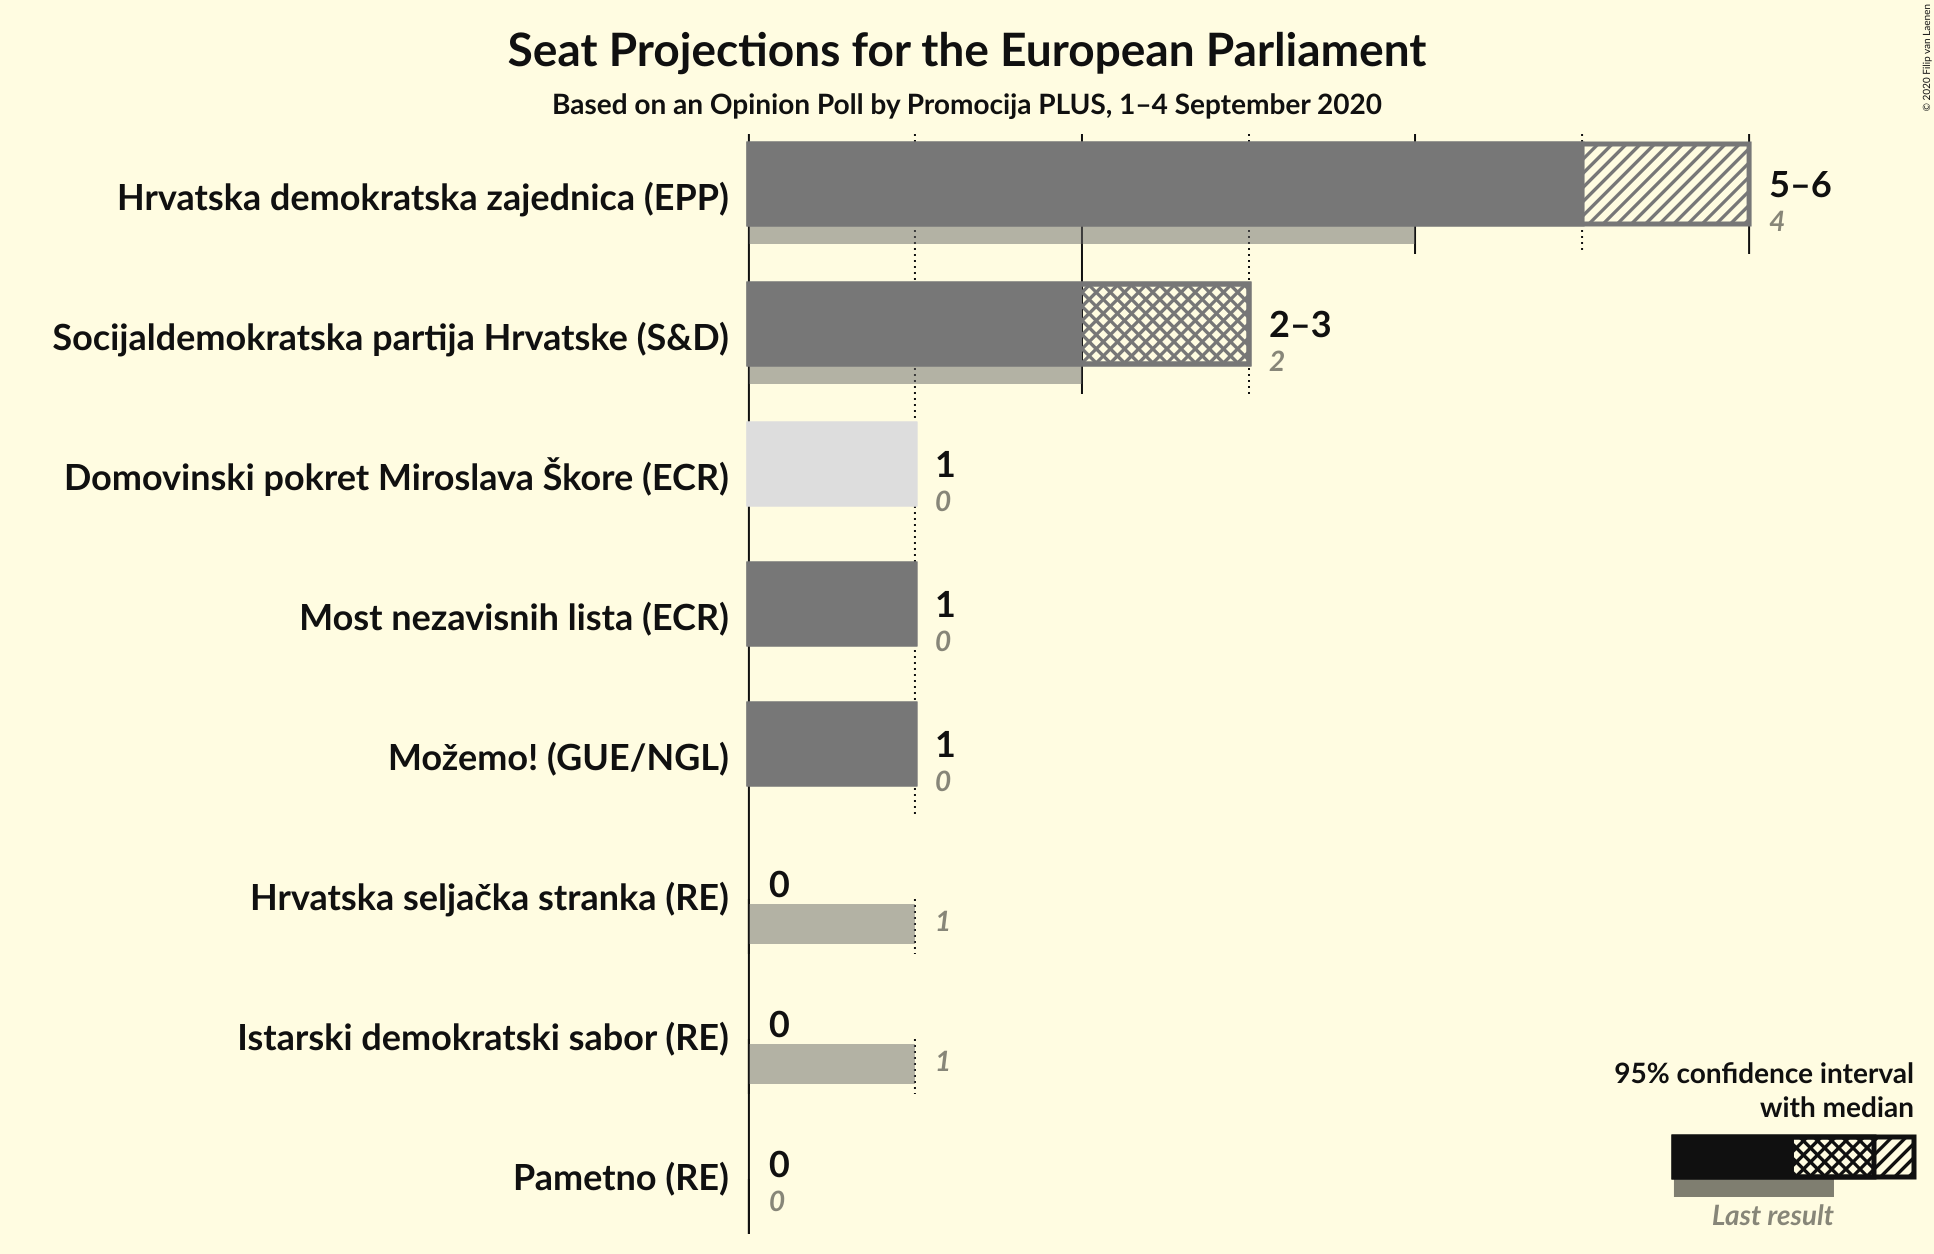 Seat Projections for the European Parliament
Based on an Opinion Poll by Promocija PLUS, 1–4 September 2020
© 2020 Filip van Laenen
Hrvatska demokratska zajednica (EPP)
5–6
4
Socijaldemokratska partija Hrvatske (S&D)
2–3
2
Domovinski pokret Miroslava Škore (ECR)
1
0
Most nezavisnih lista (ECR)
1
0
Možemo! (GUE/NGL)
1
0
Hrvatska seljačka stranka (RE)
0
1
Istarski demokratski sabor (RE)
0
1
Pametno (RE)
0
0
95% confidence interval
with median
Last result